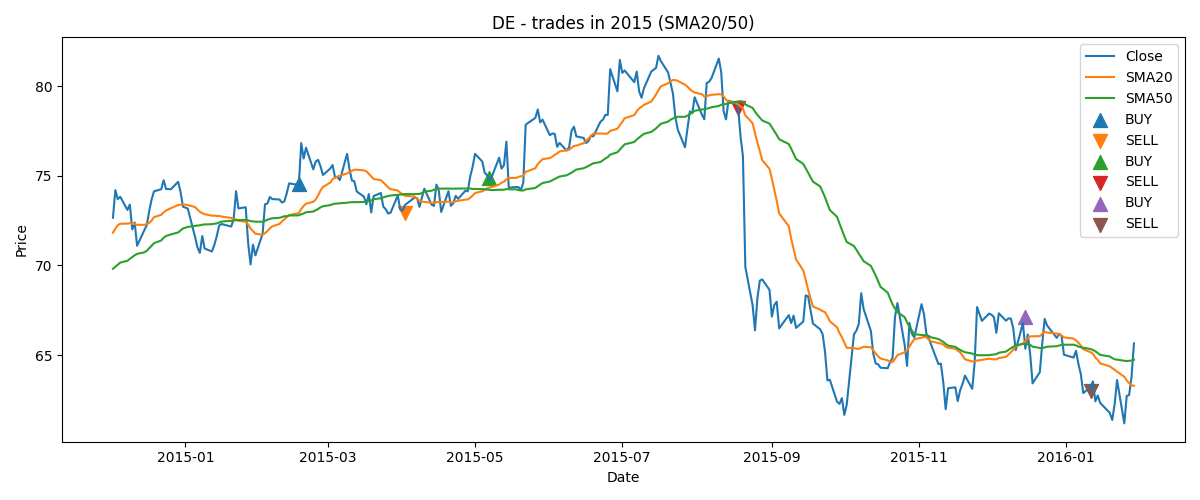 DE - trades in 2015 (SMA20/50)
Close
SMA20
SMA50
BUY
SELL
BUY
SELL
BUY
SELL
Price
80
75
70
65
2015-01
2015-03
2015-05
2015-07
2015-09
2015-11
2016-01
Date